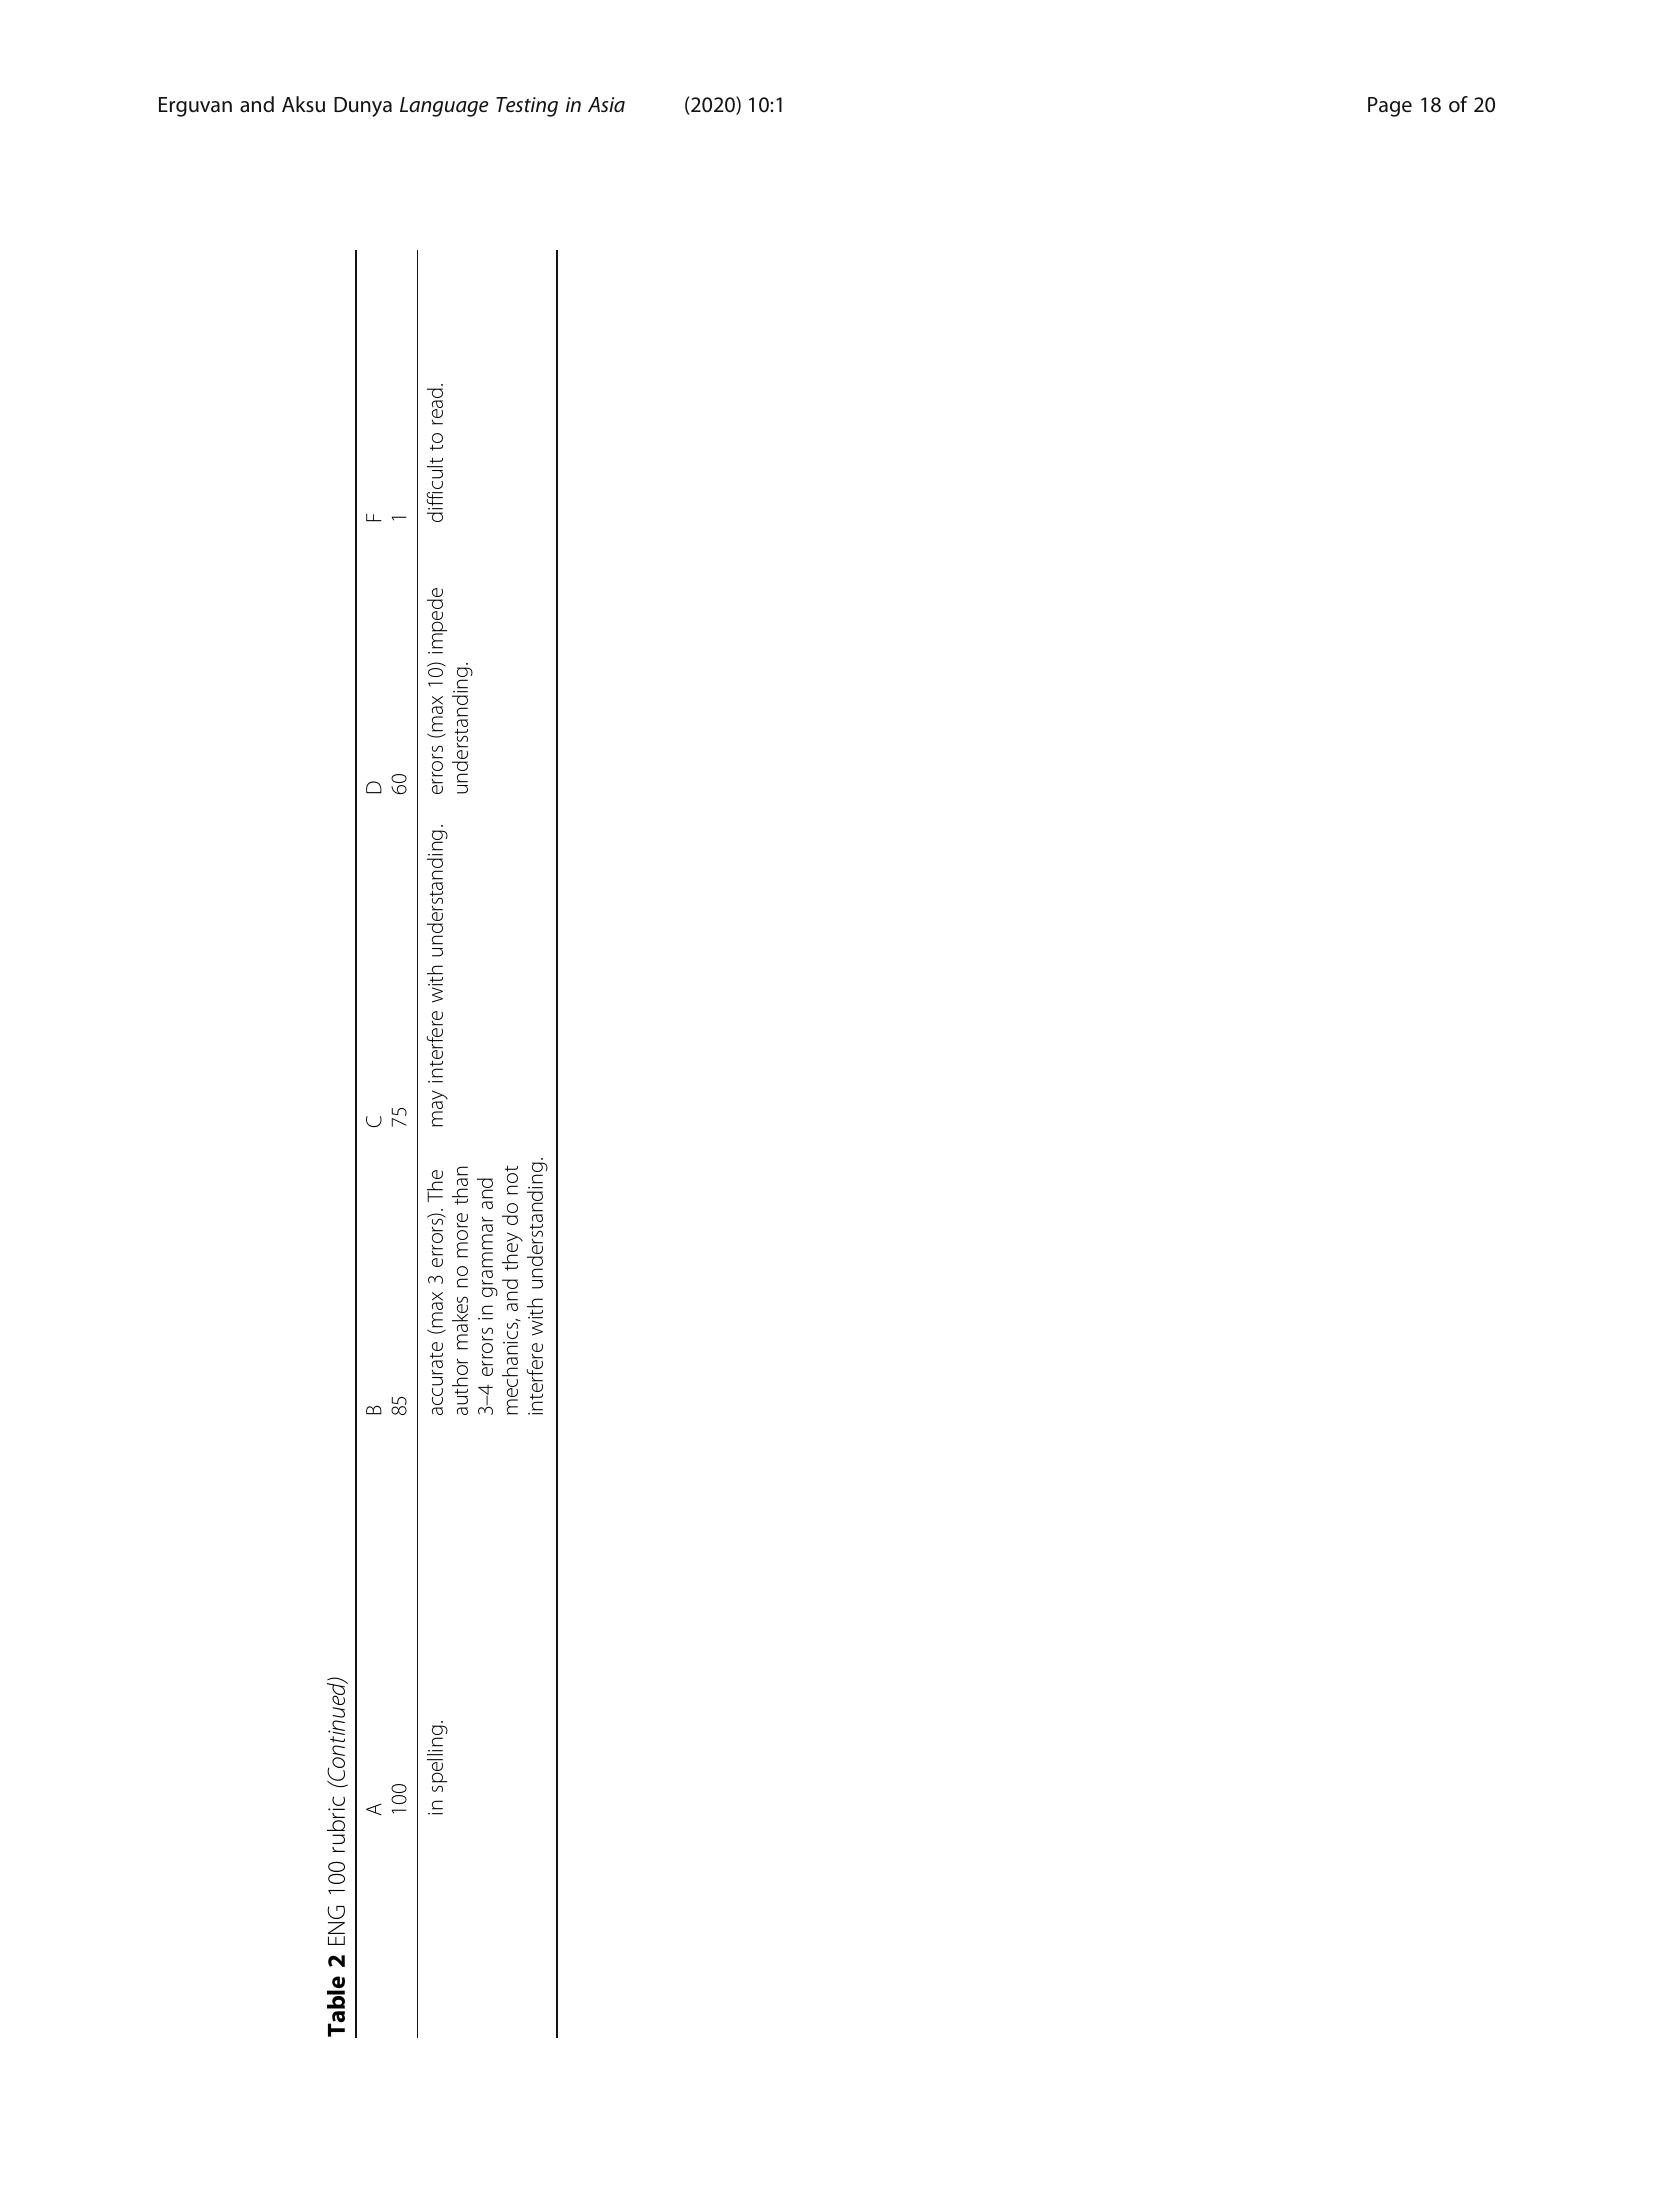 Erguvan and Aksu Dunya Language Testing in Asia (2020) 10:1 Page 18 of 20
Table 2 ENG 100 rubric (Continued)
A
100
B
85
C
75
D
60
F
1
in spelling.
accurate (max 3 errors). The
author makes no more than
3–4 errors in grammar and
mechanics, and they do not
interfere with understanding.
may interfere with understanding.
errors (max 10) impede
understanding.
difficult to read.